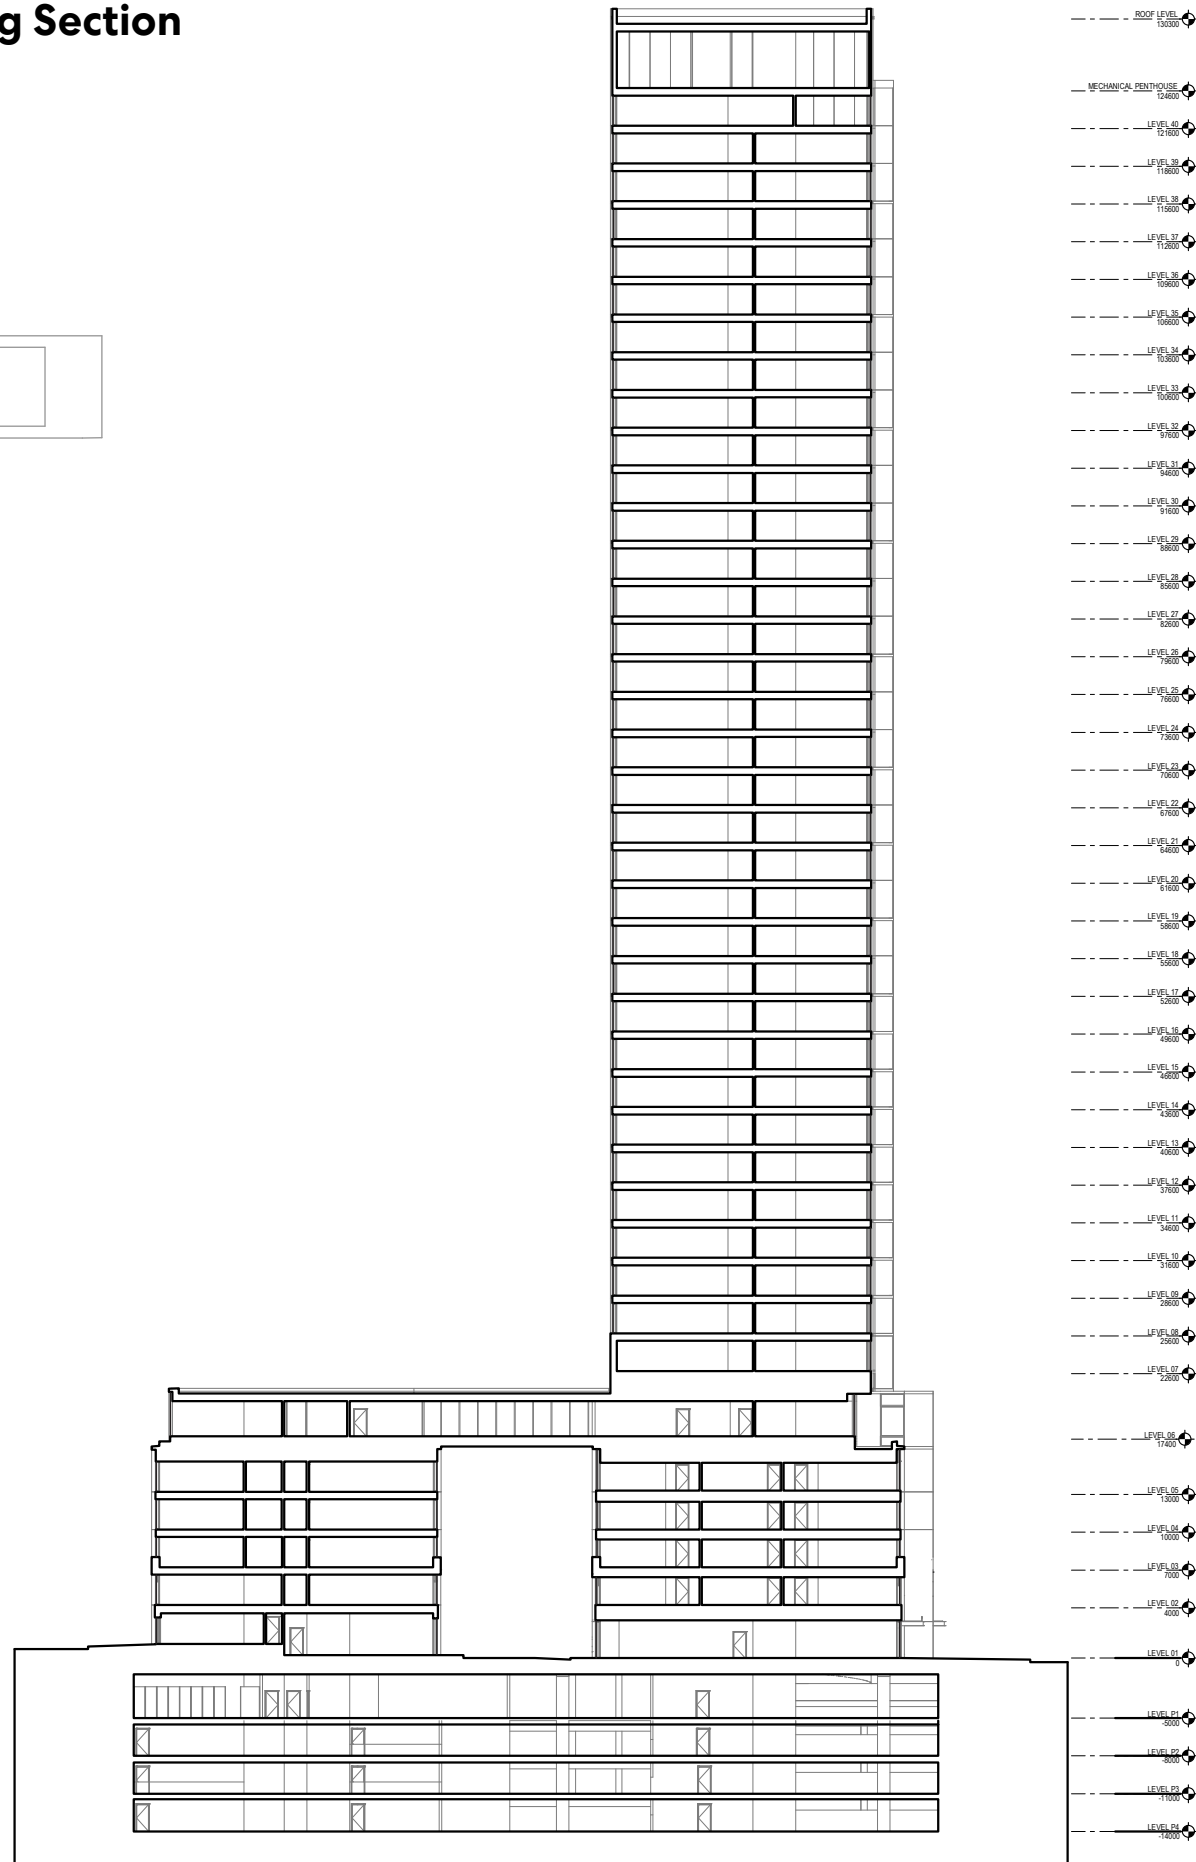 g Section
ROOF LEVEL
130300
MECHANICAL PENTHOUSE
124600
LEVEL 40
121600
LEVEL 39
118600
LEVEL 38
115600
LEVEL 37
112600
LEVEL 36
109600
LEVEL 35
106600
LEVEL 34
103600
LEVEL 33
100600
LEVEL 32
97600
LEVEL 31
94600
LEVEL 30
91600
LEVEL 29
88600
LEVEL 28
85600
LEVEL 27
82600
LEVEL 26
79600
LEVEL 25
76600
LEVEL 24
73600
LEVEL 23
70600
LEVEL 22
67600
LEVEL 21
64600
LEVEL 20
61600
LEVEL 19
58600
LEVEL 18
55600
LEVEL 17
52600
LEVEL 16
49600
LEVEL 15
46600
LEVEL 14
43600
LEVEL 13
40600
LEVEL 12
37600
LEVEL 11
34600
LEVEL 10
31600
LEVEL 09
28600
LEVEL 08
25600
LEVEL 07
22600
LEVEL 06
17400
LEVEL 05
13000
LEVEL 04
10000
LEVEL 03
7000
LEVEL 02
4000
LEVEL 01
0
LEVEL P1
-5000
LEVEL P2
-8000
LEVEL P3
-11000
LEVEL P4
-14000